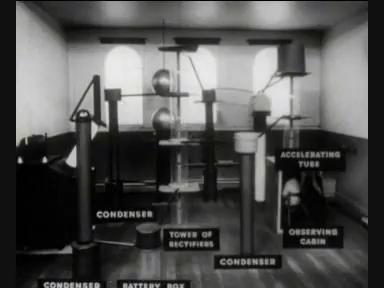 ACCELERATING
TUBE
CONDENSER
TOWER OF
RECTIFIERS
OBSERVING
CABIN
CONDENSER
CONDENSER
BATTERY BOX